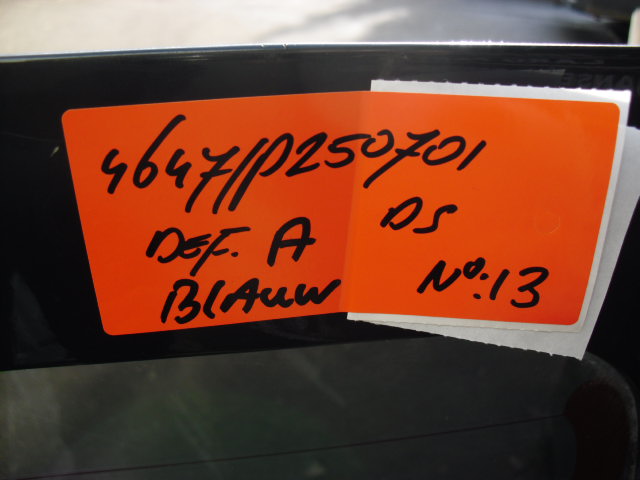 4647//P250701
DEF. A DS
BLAUW Nº:13